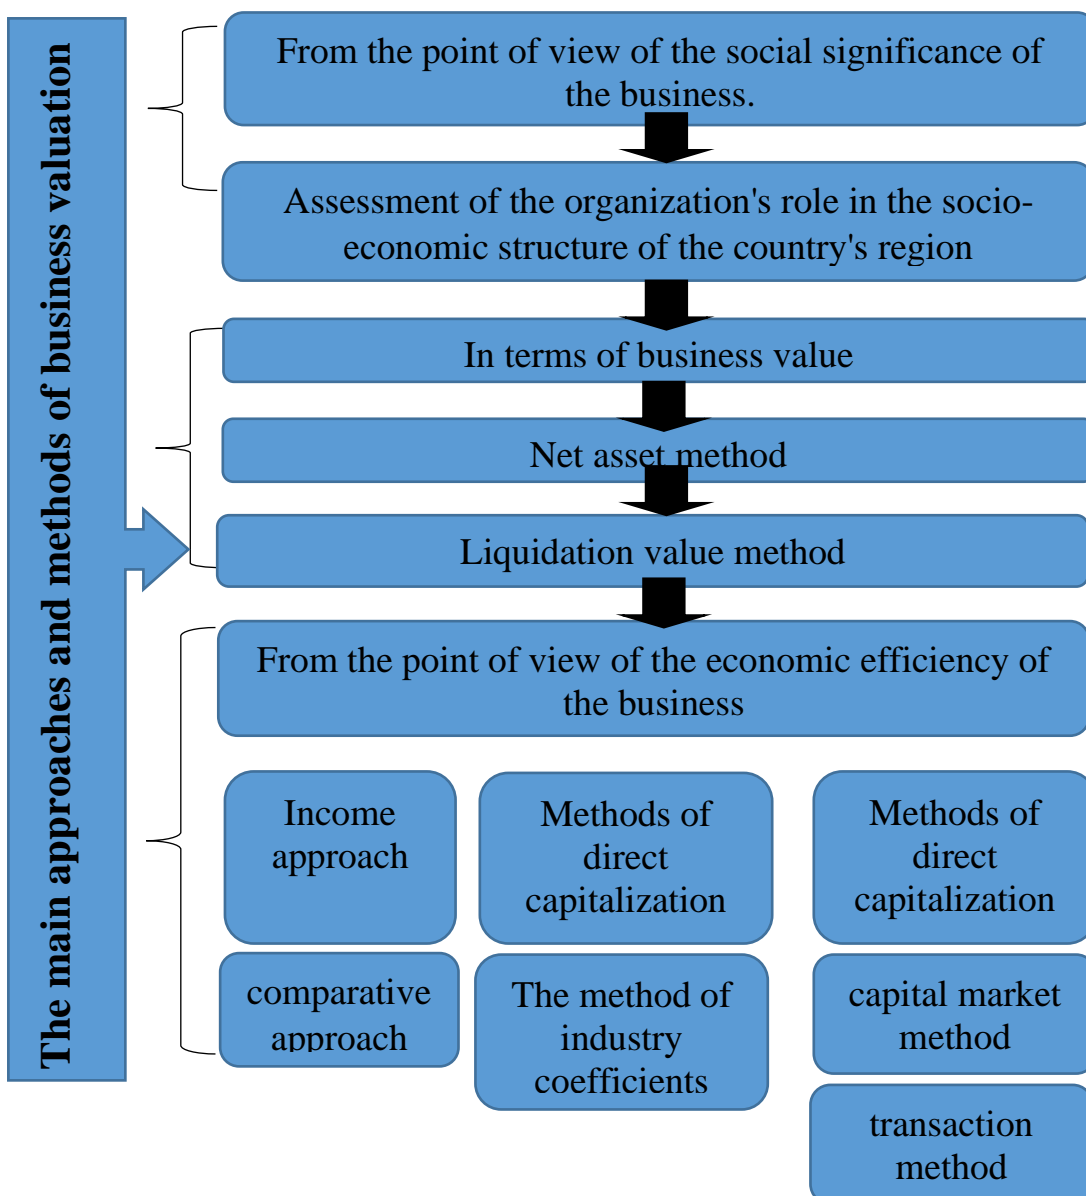 The main approaches and methods of business valuation
From the point of view of the social significance of
the business.
Assessment of the organization's role in the socio-
economic structure of the country's region
In terms of business value
Net asset method
Liquidation value method
From the point of view of the economic efficiency of
the business
Income
approach
Methods of
direct
capitalization
Methods of
direct
capitalization
comparative
approach
The method of
industry
coefficients
capital market
method
transaction
method